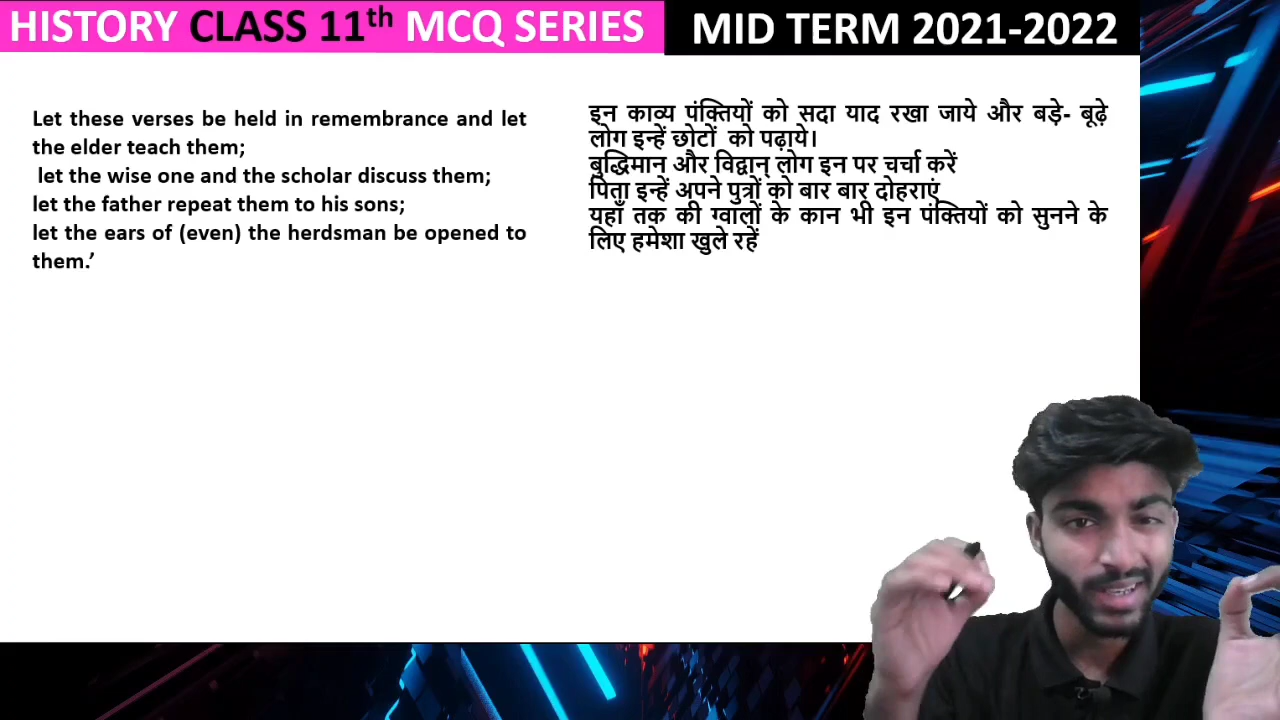 HISTORY CLASS 11th MCQ SERIES
MID TERM 2021-2022
Let these verses be held in remembrance and let
the elder teach them;
let the wise one and the scholar discuss them;
let the father repeat them to his sons;
let the ears of (even) the herdsman be opened to
them.’
इन काव्य पंक्तियों को सदा याद रखा जाये और बड़े- बूढ़े
लोग इन्हें छोटों को पढ़ाये।
बुद्धिमान और विद्वान् लोग इन पर चर्चा करें
पिता इन्हें अपने पुत्रों को बार बार दोहराएं
यहाँ तक की ग्वालों के कान भी इन पंक्तियों को सुनने के
लिए हमेशा खुले रहें